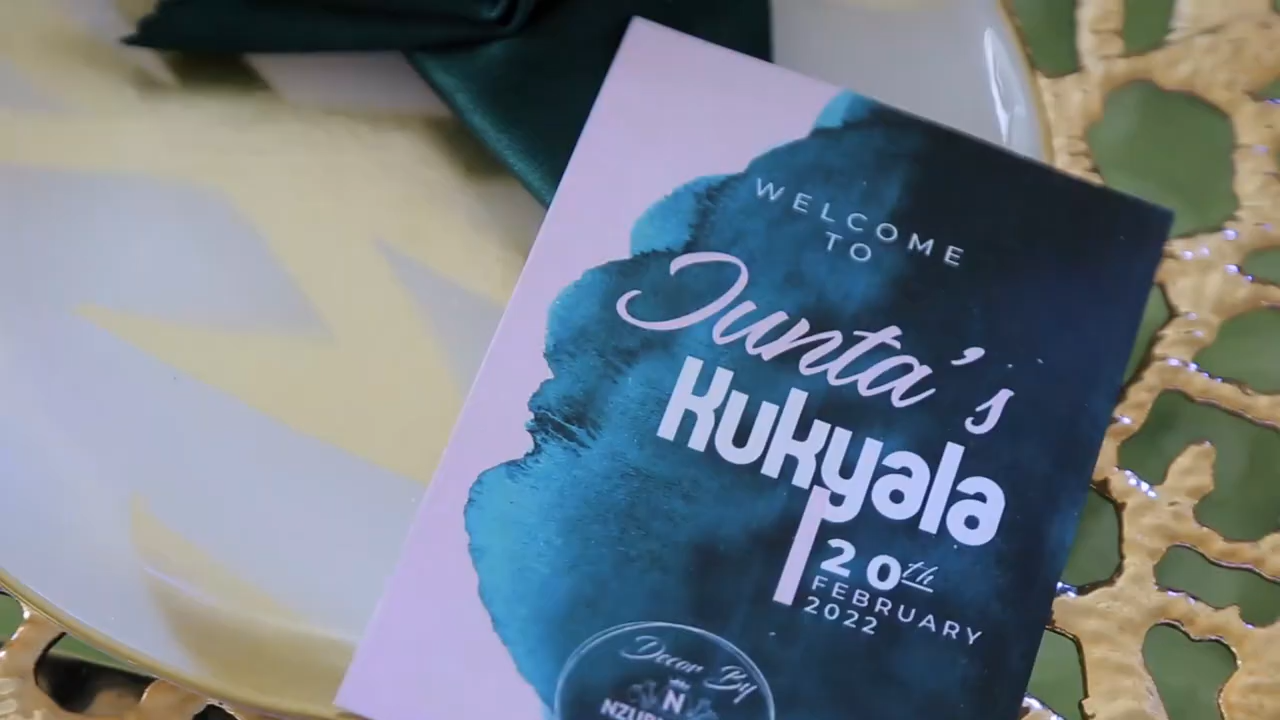 WELCOME
TO
Junta's
Kukyala
20th
FEBRUARY
2022
Decor By
N